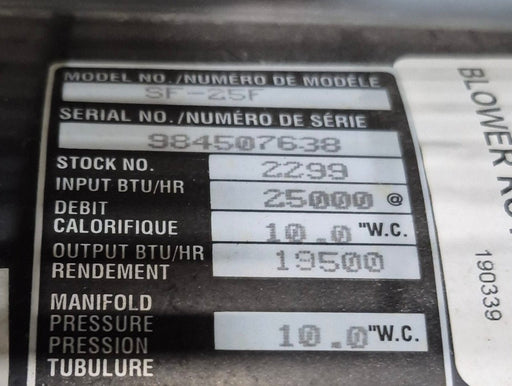 MODEL NO./NUMÉRO DE MODÈLE
SF-25F
SERIAL NO./NUMÉRO DE SÉRIE
984507638
STOCK NO. 2299
INPUT BTU/HR 25000 @
DEBIT
CALORIFIQUE 10.0 "W.C.
OUTPUT BTU/HR 19500
RENDEMENT
MANIFOLD
PRESSURE 10.0 "W.C.
PRESSION
TUBULURE
BLOWER
190339